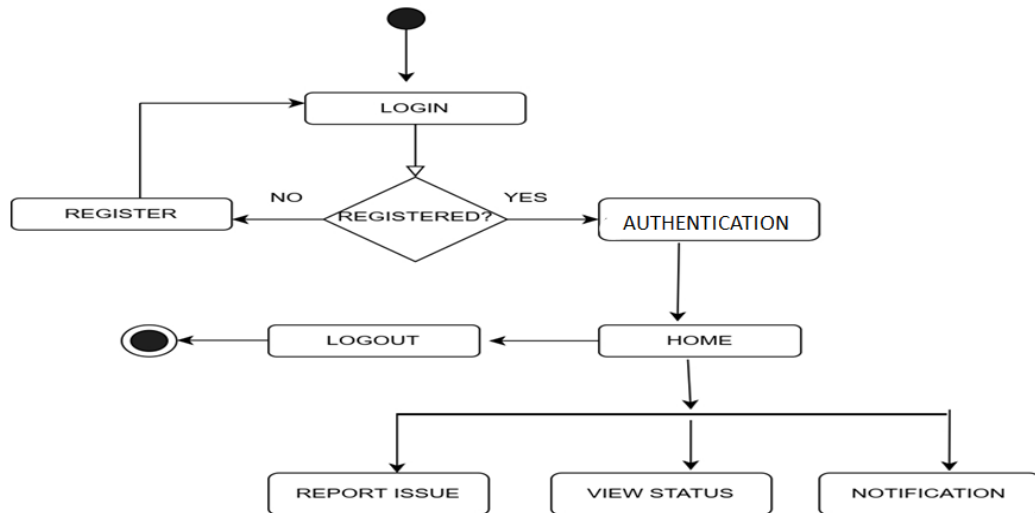 LOGIN
NO
YES
REGISTER
REGISTERED?
AUTHENTICATION
LOGOUT
HOME
REPORT ISSUE
VIEW STATUS
NOTIFICATION